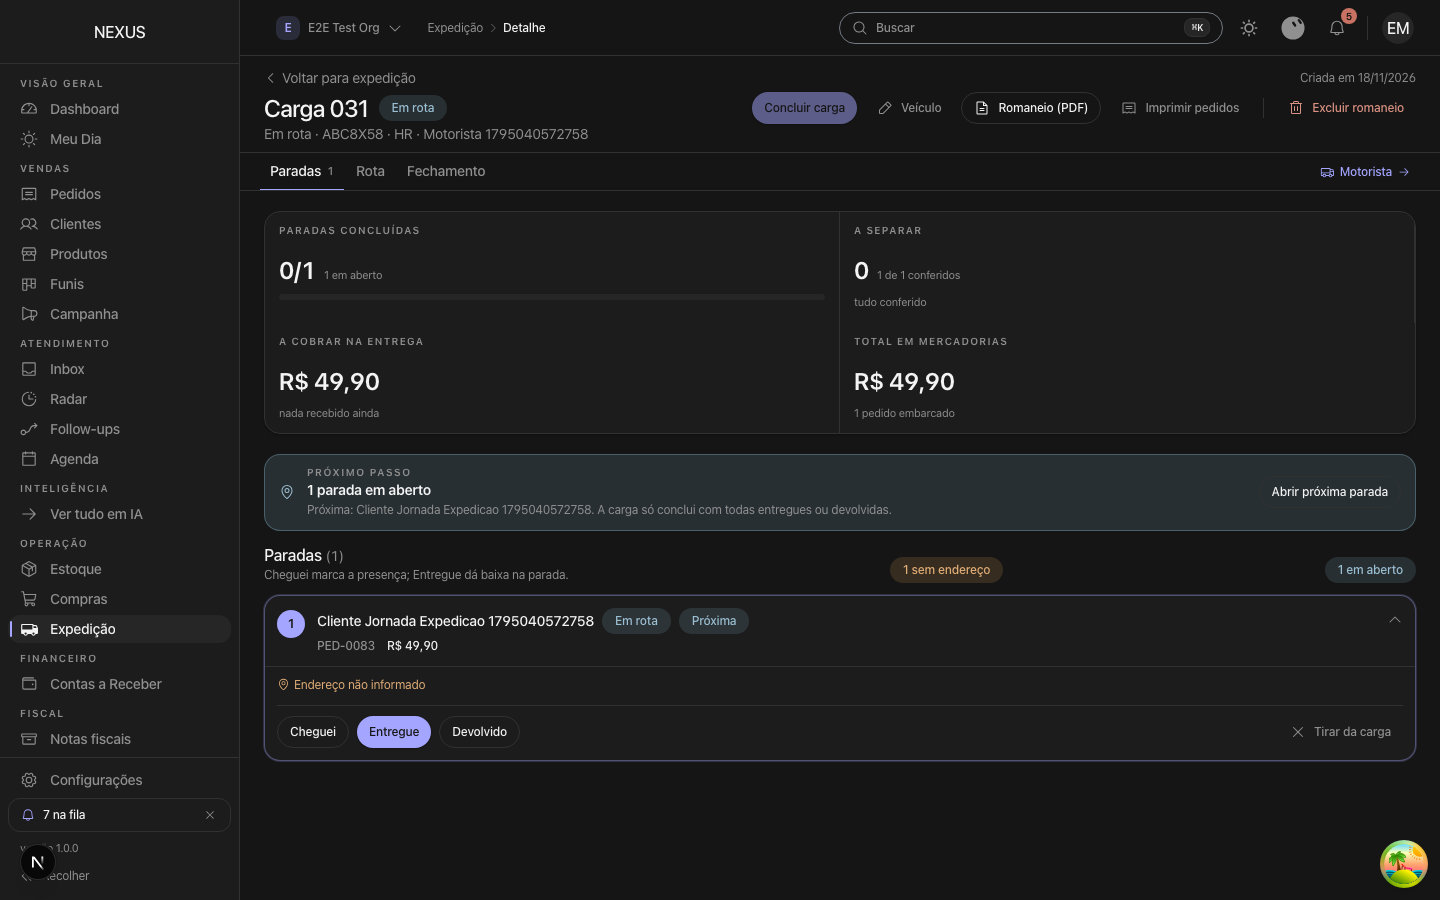 NEXUS
VISÃO GERAL
Dashboard
Meu Dia
VENDAS
Pedidos
Clientes
Produtos
Funis
Campanha
ATENDIMENTO
Inbox
Radar
Follow-ups
Agenda
INTELIGÊNCIA
Ver tudo em IA
OPERAÇÃO
Estoque
Compras
Expedição
FINANCEIRO
Contas a Receber
FISCAL
Notas fiscais
Configurações
7 na fila
1.0.0
N
E E2E Test Org Expedição Detalhe
Buscar ⌘K
5
EM
Voltar para expedição
Criada em 18/11/2026
Carga 031 Em rota
Concluir carga Veículo Romaneio (PDF) Imprimir pedidos Excluir romaneio
Em rota · ABC8X58 · HR · Motorista 1795040572758
Paradas 1 Rota Fechamento
Motorista →
PARADAS CONCLUÍDAS
0/1 1 em aberto
A SEPARAR
0 1 de 1 conferidos
tudo conferido
A COBRAR NA ENTREGA
R$ 49,90
nada recebido ainda
TOTAL EM MERCADORIAS
R$ 49,90
1 pedido embarcado
PRÓXIMO PASSO
1 parada em aberto
Próxima: Cliente Jornada Expedicao 1795040572758. A carga só conclui com todas entregues ou devolvidas.
Abrir próxima parada
Paradas (1)
Cheguei marca a presença; Entregue dá baixa na parada.
1 sem endereço
1 em aberto
1 Cliente Jornada Expedicao 1795040572758 Em rota Próxima
PED-0083 R$ 49,90
Endereço não informado
Cheguei Entregue Devolvido
Tirar da carga